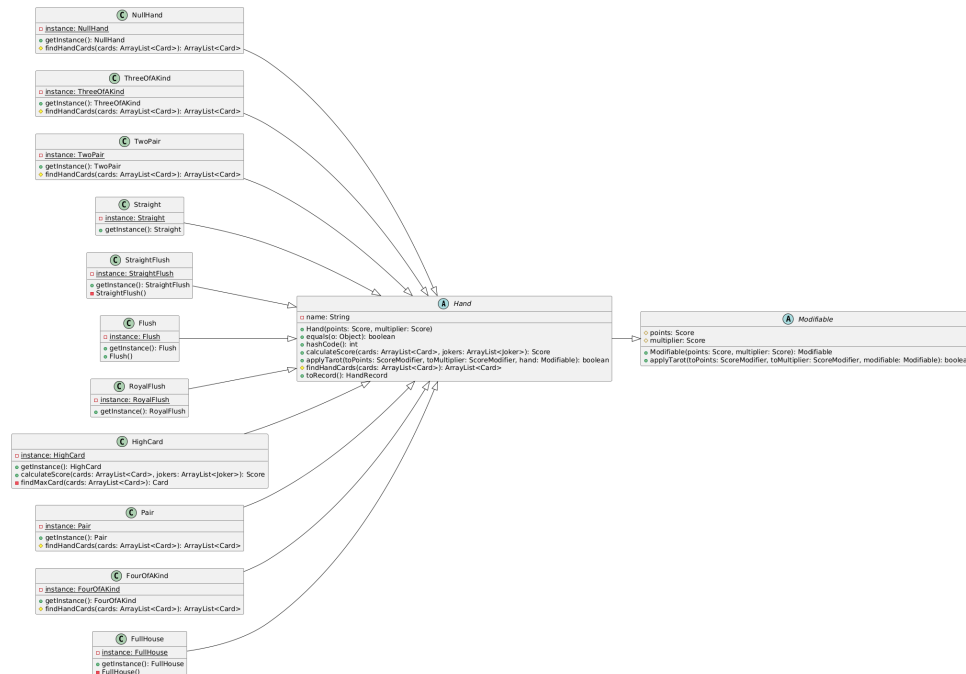 C NullHand
instance: NullHand
getInstance(): NullHand
findHandCards(cards: ArrayList<Card>): ArrayList<Card>
C ThreeOfAKind
instance: ThreeOfAKind
getInstance(): ThreeOfAKind
findHandCards(cards: ArrayList<Card>): ArrayList<Card>
C TwoPair
instance: TwoPair
getInstance(): TwoPair
findHandCards(cards: ArrayList<Card>): ArrayList<Card>
C Straight
instance: Straight
getInstance(): Straight
C StraightFlush
instance: StraightFlush
getInstance(): StraightFlush
StraightFlush()
C Flush
instance: Flush
getInstance(): Flush
Flush()
C RoyalFlush
instance: RoyalFlush
getInstance(): RoyalFlush
C HighCard
instance: HighCard
getInstance(): HighCard
calculateScore(cards: ArrayList<Card>, jokers: ArrayList<Joker>): Score
findMaxCard(cards: ArrayList<Card>): Card
C Pair
instance: Pair
getInstance(): Pair
findHandCards(cards: ArrayList<Card>): ArrayList<Card>
C FourOfAKind
instance: FourOfAKind
getInstance(): FourOfAKind
findHandCards(cards: ArrayList<Card>): ArrayList<Card>
C FullHouse
instance: FullHouse
getInstance(): FullHouse
FullHouse()
A Hand
name: String
Hand(points: Score, multiplier: Score)
equals(o: Object): boolean
hashCode(): int
calculateScore(cards: ArrayList<Card>, jokers: ArrayList<Joker>): Score
applyTarot(toPoints: ScoreModifier, toMultiplier: ScoreModifier, hand: Modifiable): boolean
findHandCards(cards: ArrayList<Card>): ArrayList<Card>
toRecord(): HandRecord
A Modifiable
points: Score
multiplier: Score
Modifiable(points: Score, multiplier: Score): Modifiable
applyTarot(toPoints: ScoreModifier, toMultiplier: ScoreModifier, modifiable: Modifiable): boolea